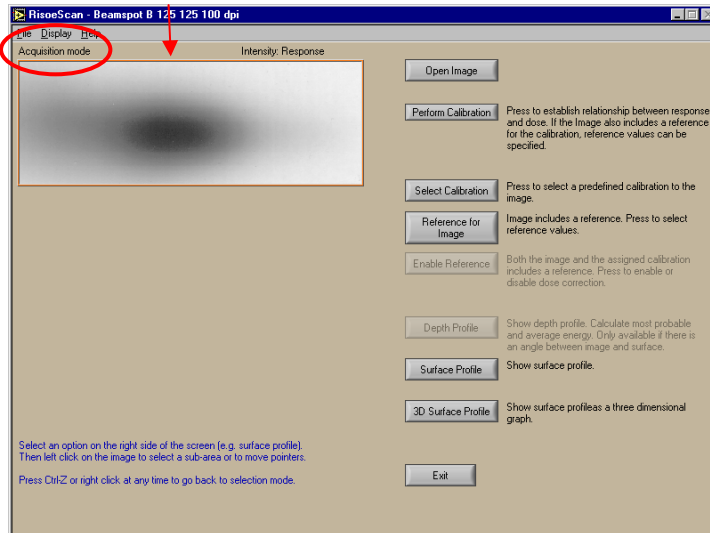 RisoeScan - Beamspot B 125 125 100 dpi
File Display Help
Acquisition mode
Intensity: Response
Open Image
Perform Calibration
Press to establish relationship between response
and dose. If the Image also includes a reference
for the calibration, reference values can be
specified.
Select Calibration
Press to select a predefined calibration to the
image.
Reference for
Image
Image includes a reference. Press to select
reference values.
Enable Reference
Both the image and the assigned calibration
includes a reference. Press to enable or
disable dose correction.
Depth Profile
Show depth profile. Calculate most probable
and average energy. Only available if there is
an angle between image and surface.
Surface Profile
Show surface profile.
3D Surface Profile
Show surface profileas a three dimensional
graph.
Select an option on the right side of the screen (e.g. surface profile).
Then left click on the image to select a sub-area or to move pointers.
Press Ctrl-Z or right click at any time to go back to selection mode.
Exit